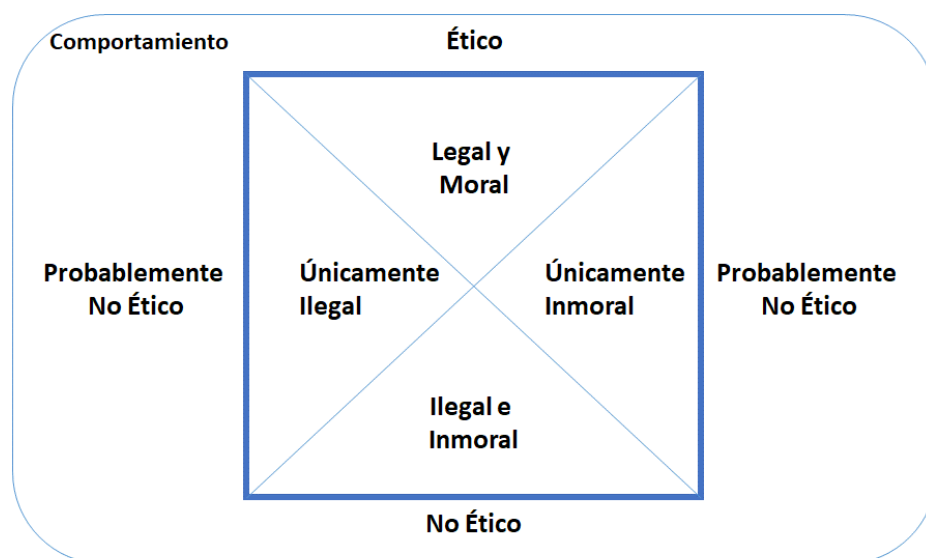 Comportamiento
Ético
Legal y
Moral
Probablemente
No Ético
Únicamente
Ilegal
Únicamente
Inmoral
Probablemente
No Ético
Ilegal e
Inmoral
No Ético